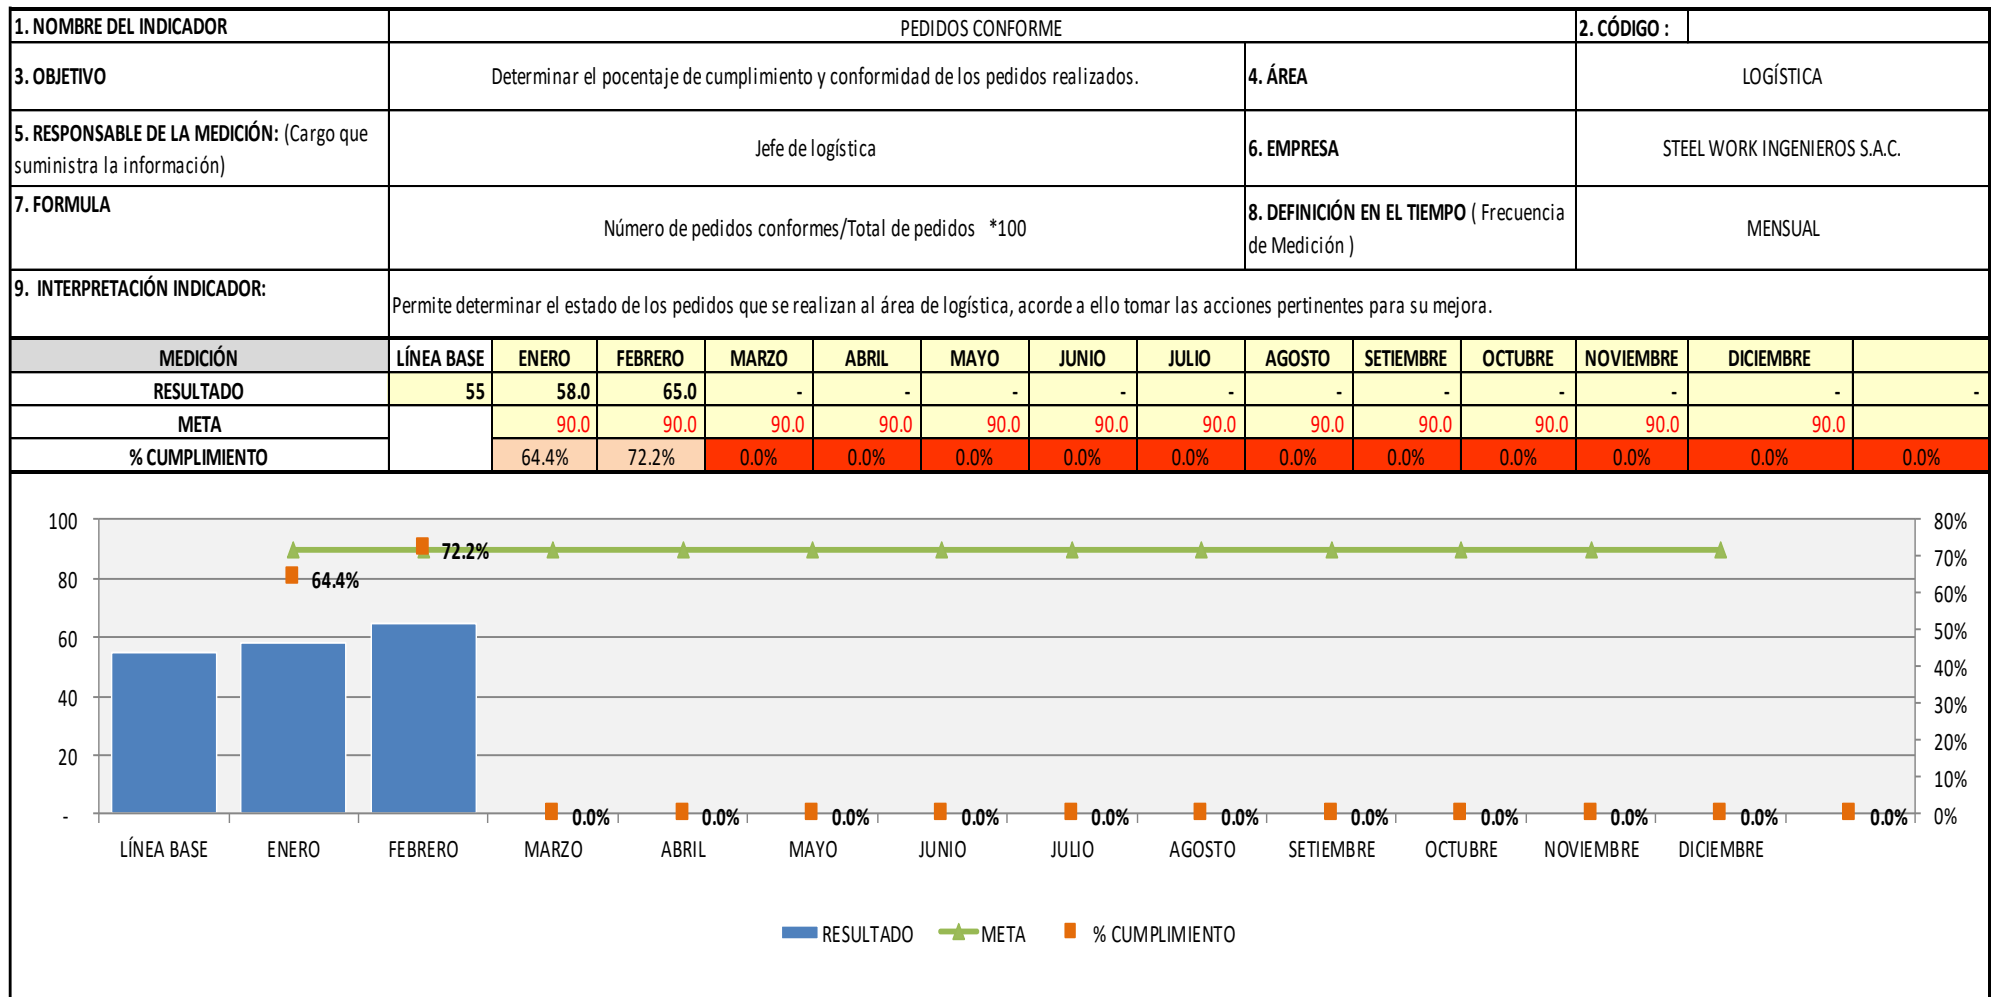 1. NOMBRE DEL INDICADOR PEDIDOS CONFORME 2. CÓDIGO :
3. OBJETIVO Determinar el pocentaje de cumplimiento y conformidad de los pedidos realizados. 4. ÁREA LOGÍSTICA
5. RESPONSABLE DE LA MEDICIÓN: (Cargo que
suministra la información) Jefe de logística 6. EMPRESA STEEL WORK INGENIEROS S.A.C.
7. FORMULA Número de pedidos conformes/Total de pedidos *100 8. DEFINICIÓN EN EL TIEMPO ( Frecuencia
de Medición ) MENSUAL
9. INTERPRETACIÓN INDICADOR:
Permite determinar el estado de los pedidos que se realizan al área de logística, acorde a ello tomar las acciones pertinentes para su mejora.
MEDICIÓN LÍNEA BASE ENERO FEBRERO MARZO ABRIL MAYO JUNIO JULIO AGOSTO SETIEMBRE OCTUBRE NOVIEMBRE DICIEMBRE
RESULTADO 55 58.0 65.0 - - - - - - - - - - -
META 90.0 90.0 90.0 90.0 90.0 90.0 90.0 90.0 90.0 90.0 90.0 90.0
% CUMPLIMIENTO 64.4% 72.2% 0.0% 0.0% 0.0% 0.0% 0.0% 0.0% 0.0% 0.0% 0.0% 0.0% 0.0%
100 80%
72.2%
70%
80 64.4%
60%
60 50%
40%
40
30%
20 20%
10%
- 0.0% 0.0% 0.0% 0.0% 0.0% 0.0% 0.0% 0.0% 0.0% 0.0% 0.0% 0%
LÍNEA BASE ENERO FEBRERO MARZO ABRIL MAYO JUNIO JULIO AGOSTO SETIEMBRE OCTUBRE NOVIEMBRE DICIEMBRE
RESULTADO META % CUMPLIMIENTO